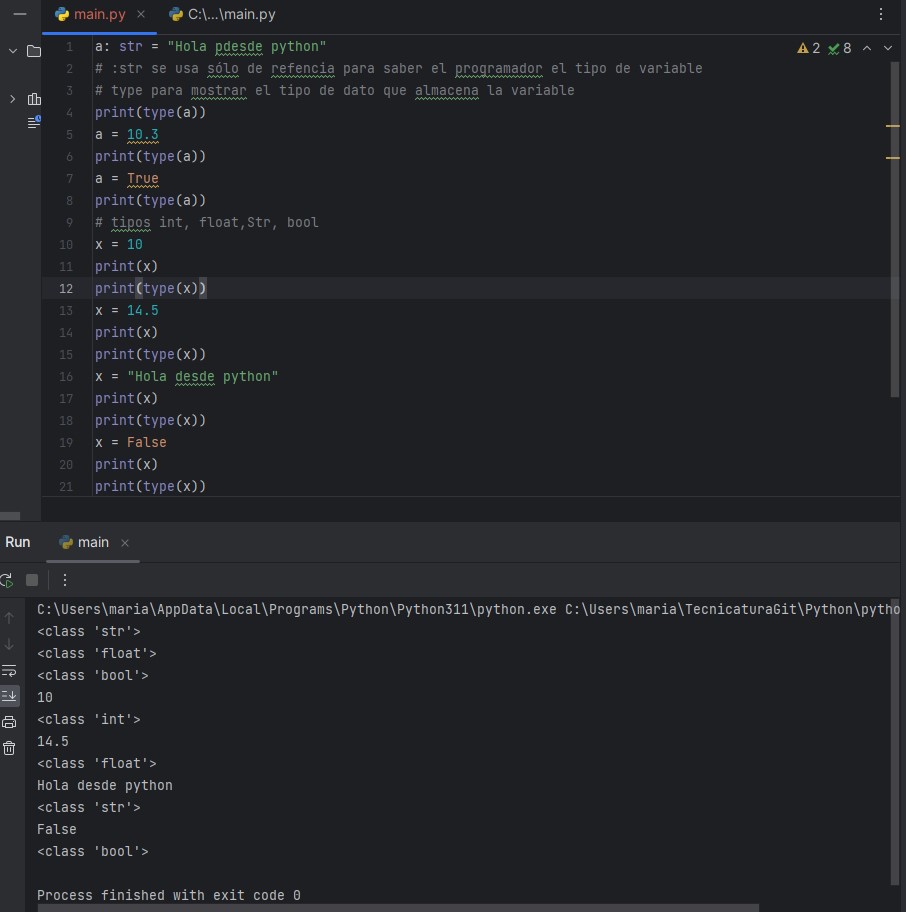 main.py × C:\...\main.py
2 8
1 a: str = "Hola pdesde python"
2 # :str se usa sólo de refencia para saber el programador el tipo de variable
3 # type para mostrar el tipo de dato que almacena la variable
4 print(type(a))
5 a = 10.3
6 print(type(a))
7 a = True
8 print(type(a))
9 # tipos int, float,Str, bool
10 x = 10
11 print(x)
12 print(type(x))
13 x = 14.5
14 print(x)
15 print(type(x))
16 x = "Hola desde python"
17 print(x)
18 print(type(x))
19 x = False
20 print(x)
21 print(type(x))
Run main ×
C:\Users\maria\AppData\Local\Programs\Python\Python311\python.exe C:\Users\maria\TecnicaturaGit\Python\pytho
<class 'str'>
<class 'float'>
<class 'bool'>
10
<class 'int'>
14.5
<class 'float'>
Hola desde python
<class 'str'>
False
<class 'bool'>
Process finished with exit code 0